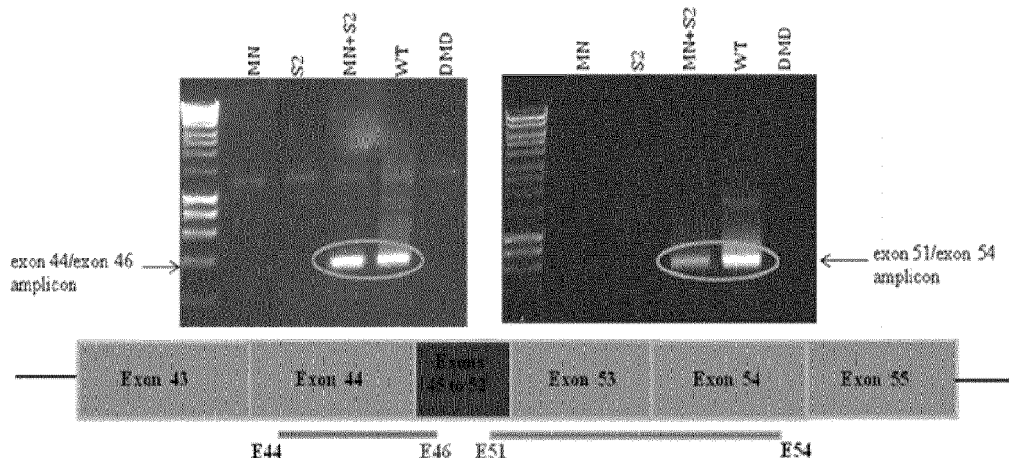 MN S2 MN+S2 WT DMD
MN S2 MN+S2 WT DMD
exon 44/exon 46
amplicon
exon 51/exon 54
amplicon
Exon 43 Exon 44 Exons Exon 53 Exon 54 Exon 55
45 to 52
E44 E46 E51 E54